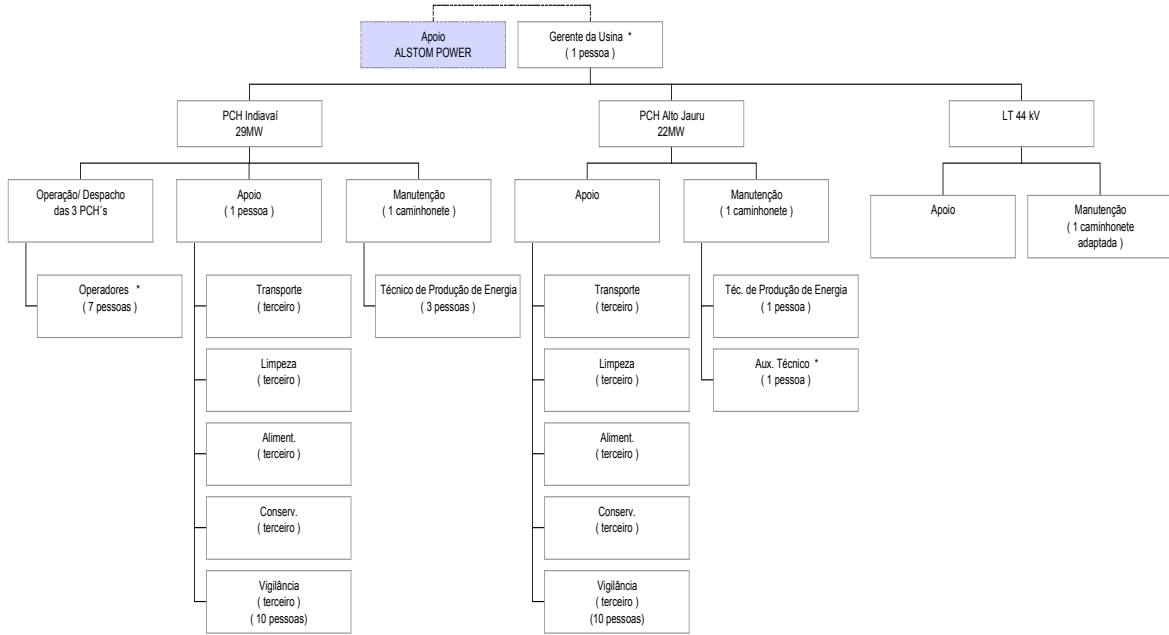 Apoio
ALSTOM POWER
Gerente da Usina *
( 1 pessoa )
PCH Indiavaí
29MW
PCH Alto Jauru
22MW
LT 44 kV
Operação/ Despacho
das 3 PCH´s
Apoio
( 1 pessoa )
Manutenção
( 1 caminhonete )
Apoio
Manutenção
( 1 caminhonete )
Apoio
Manutenção
( 1 caminhonete
adaptada )
Operadores *
( 7 pessoas )
Transporte
( terceiro )
Técnico de Produção de Energia
( 3 pessoas )
Transporte
( terceiro )
Téc. de Produção de Energia
( 1 pessoa )
Limpeza
( terceiro )
Limpeza
( terceiro )
Aux. Técnico *
( 1 pessoa )
Aliment.
( terceiro )
Aliment.
( terceiro )
Conserv.
( terceiro )
Conserv.
( terceiro )
Vigilância
( terceiro )
( 10 pessoas)
Vigilância
( terceiro )
(10 pessoas)